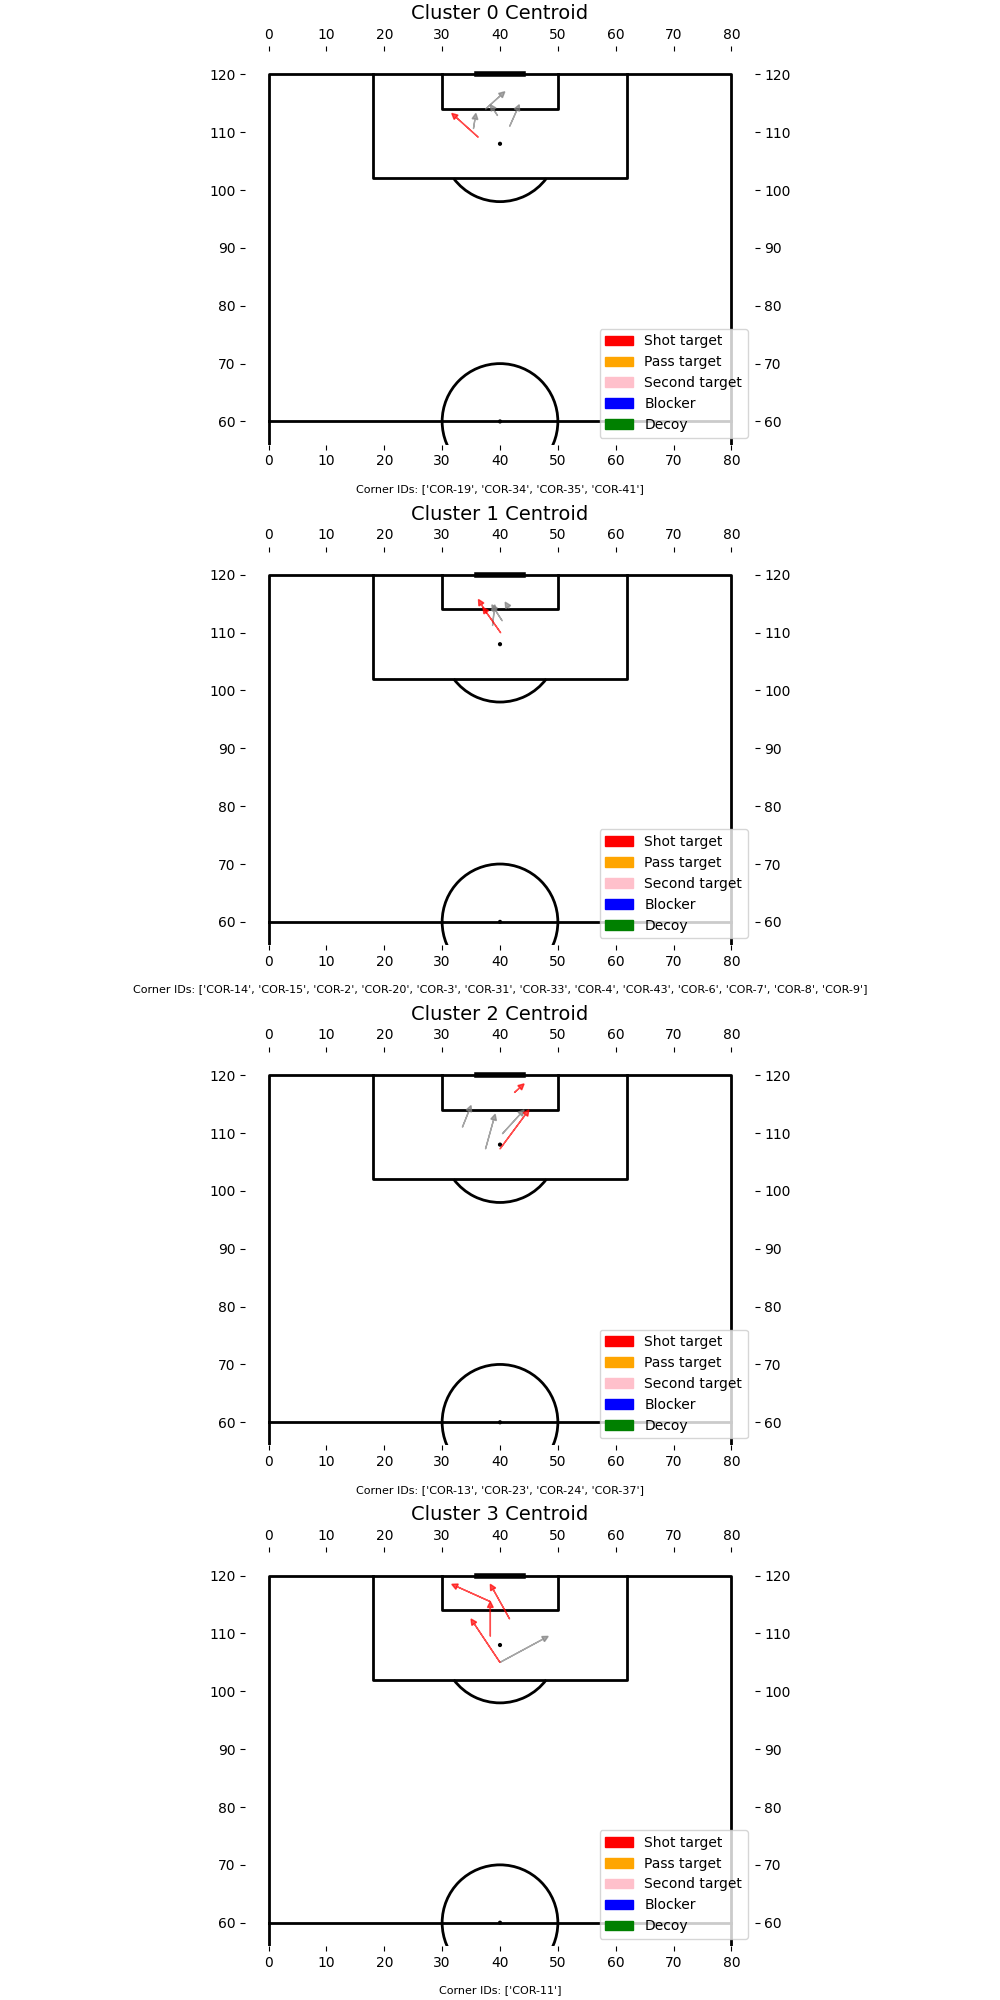 Cluster 0 Centroid
0 10 20 30 40 50 60 70 80
120 120
110 110
100 100
90 90
80 80
70 70
60 60
Shot target
Pass target
Second target
Blocker
Decoy
0 10 20 30 40 50 60 70 80
Corner IDs: ['COR-19', 'COR-34', 'COR-35', 'COR-41']
Cluster 1 Centroid
0 10 20 30 40 50 60 70 80
120 120
110 110
100 100
90 90
80 80
70 70
60 60
Shot target
Pass target
Second target
Blocker
Decoy
0 10 20 30 40 50 60 70 80
Corner IDs: ['COR-14', 'COR-15', 'COR-2', 'COR-20', 'COR-3', 'COR-31', 'COR-33', 'COR-4', 'COR-43', 'COR-6', 'COR-7', 'COR-8', 'COR-9']
Cluster 2 Centroid
0 10 20 30 40 50 60 70 80
120 120
110 110
100 100
90 90
80 80
70 70
60 60
Shot target
Pass target
Second target
Blocker
Decoy
0 10 20 30 40 50 60 70 80
Corner IDs: ['COR-13', 'COR-23', 'COR-24', 'COR-37']
Cluster 3 Centroid
0 10 20 30 40 50 60 70 80
120 120
110 110
100 100
90 90
80 80
70 70
60 60
Shot target
Pass target
Second target
Blocker
Decoy
0 10 20 30 40 50 60 70 80
Corner IDs: ['COR-11']